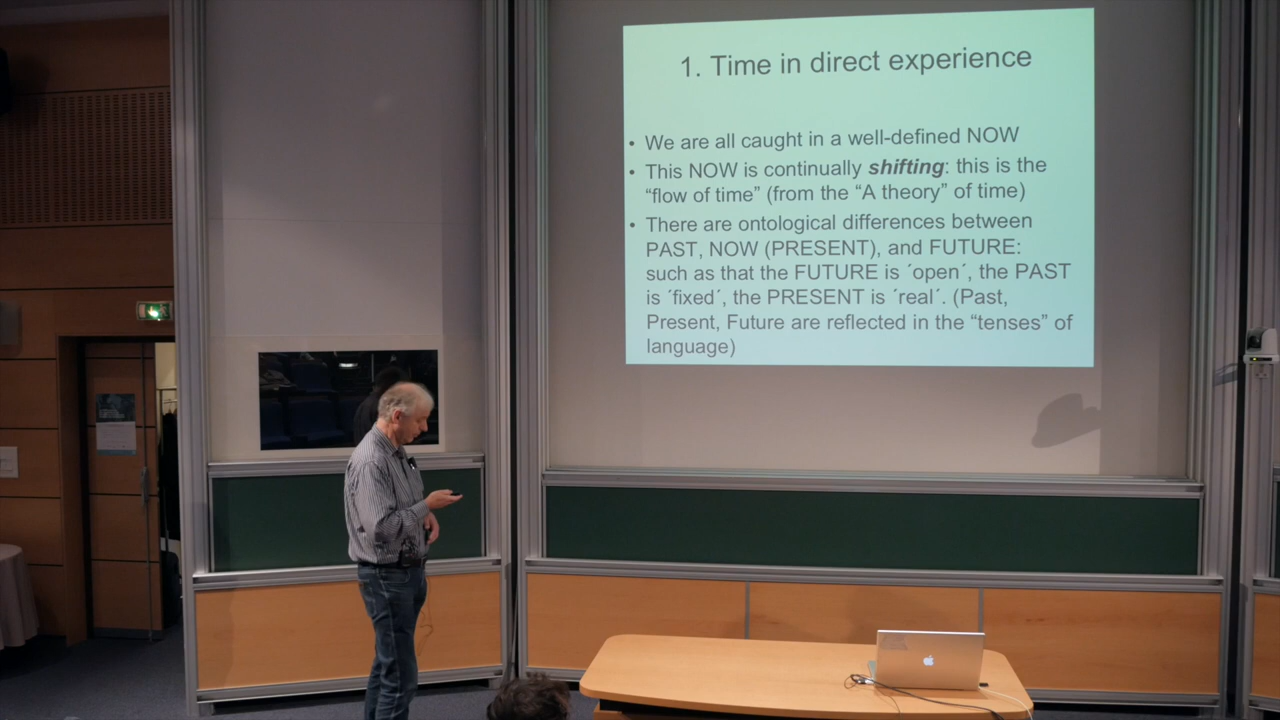 1. Time in direct experience
• We are all caught in a well-defined NOW
• This NOW is continually shifting: this is the
“flow of time” (from the “A theory” of time)
• There are ontological differences between
PAST, NOW (PRESENT), and FUTURE:
such as that the FUTURE is ´open´, the PAST
is ´fixed´, the PRESENT is ´real´. (Past,
Present, Future are reflected in the “tenses” of
language)